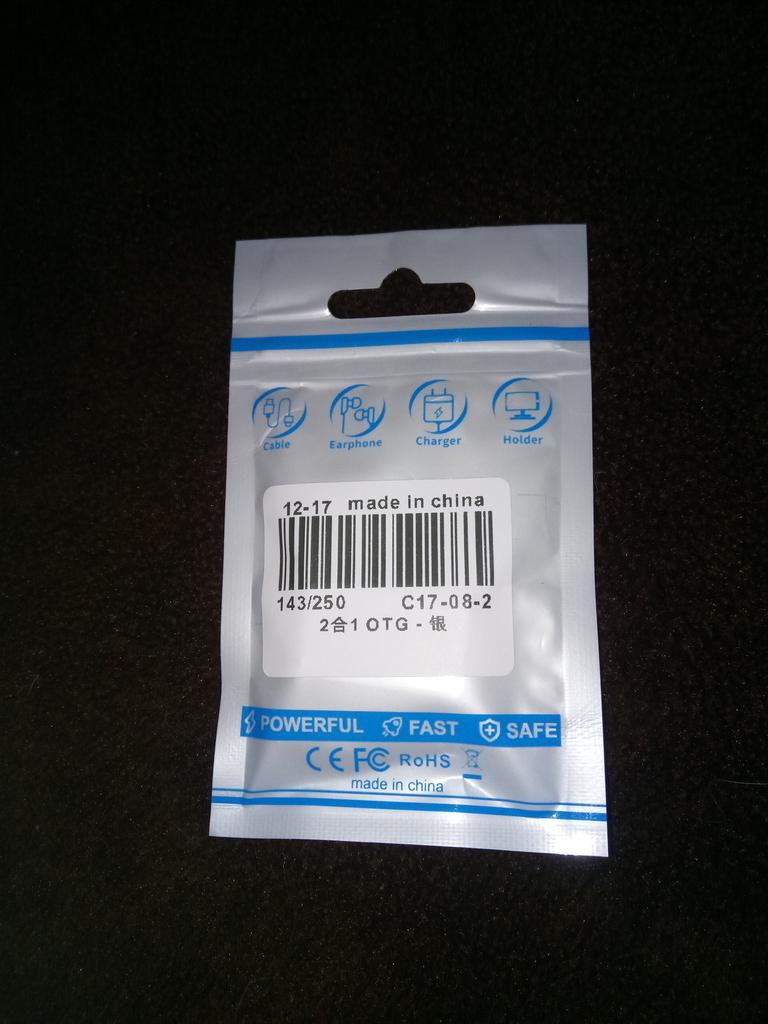 Cable Earphone Charger Holder
12-17 made in china
143/250 C17-08-2
2合1 OTG - 银
POWERFUL FAST SAFE
CE FC RoHS
made in china